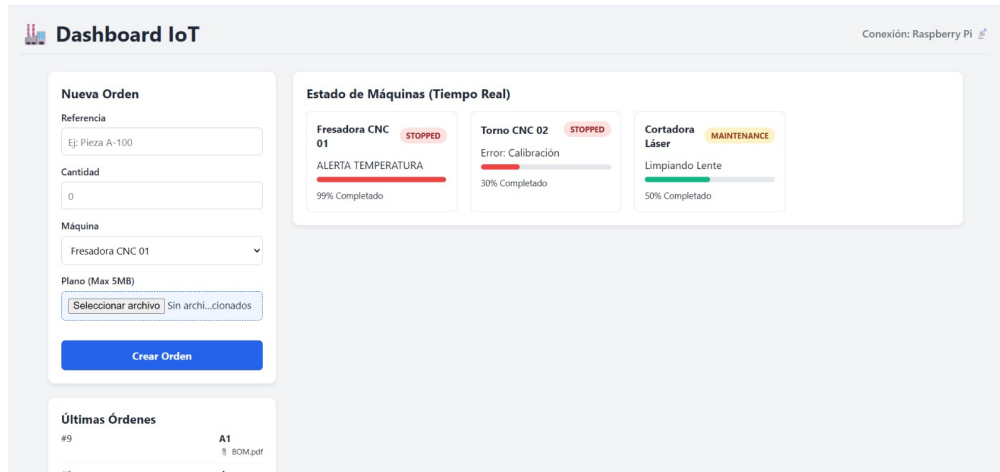 Dashboard IoT
Conexión: Raspberry Pi
Nueva Orden
Referencia
Ej: Pieza A-100
Cantidad
0
Máquina
Fresadora CNC 01
Plano (Max 5MB)
Seleccionar archivo Sin archi...cionados
Crear Orden
Últimas Órdenes
#9 A1
BOM.pdf
Estado de Máquinas (Tiempo Real)
Fresadora CNC
01
STOPPED
ALERTA TEMPERATURA
99% Completado
Torno CNC 02 STOPPED
Error: Calibración
30% Completado
Cortadora
Láser
MAINTENANCE
Limpiando Lente
50% Completado